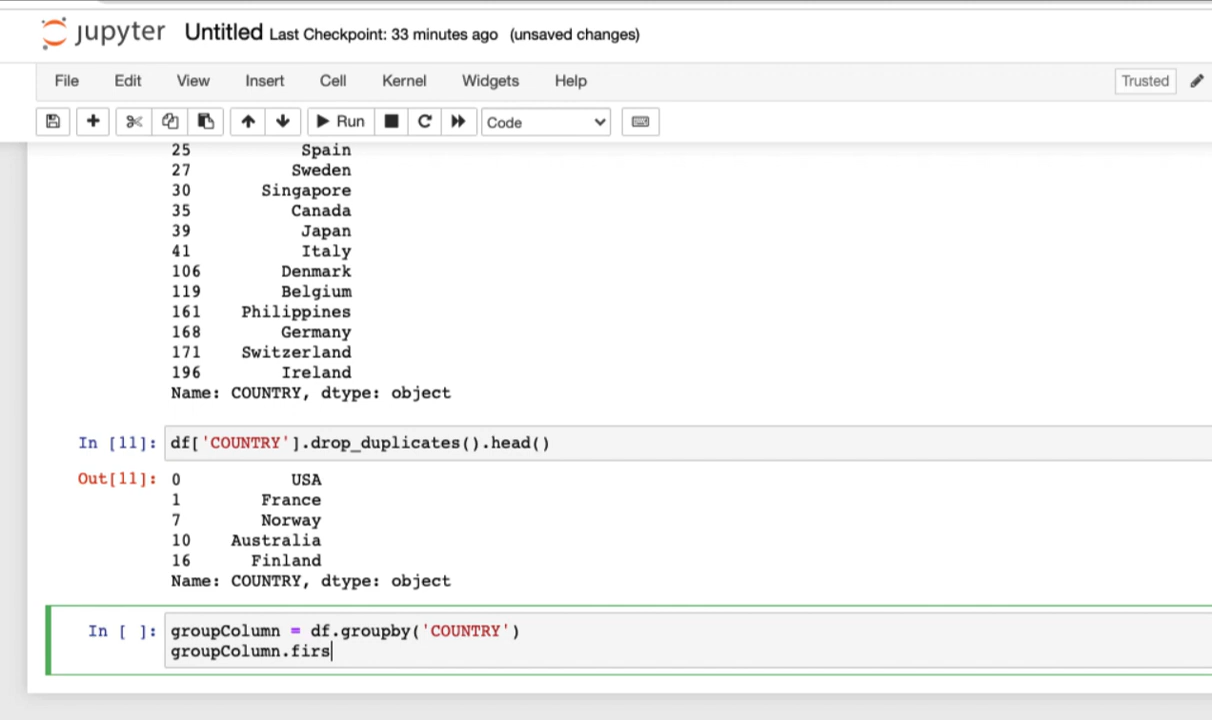 jupyter Untitled Last Checkpoint: 33 minutes ago (unsaved changes)
File Edit View Insert Cell Kernel Widgets Help Trusted
Run Code
25 Spain
27 Sweden
30 Singapore
35 Canada
39 Japan
41 Italy
106 Denmark
119 Belgium
161 Philippines
168 Germany
171 Switzerland
196 Ireland
Name: COUNTRY, dtype: object
In [11]: df['COUNTRY'].drop_duplicates().head()
Out[11]: 0 USA
1 France
7 Norway
10 Australia
16 Finland
Name: COUNTRY, dtype: object
In [ ]: groupColumn = df.groupby('COUNTRY')
groupColumn.firs